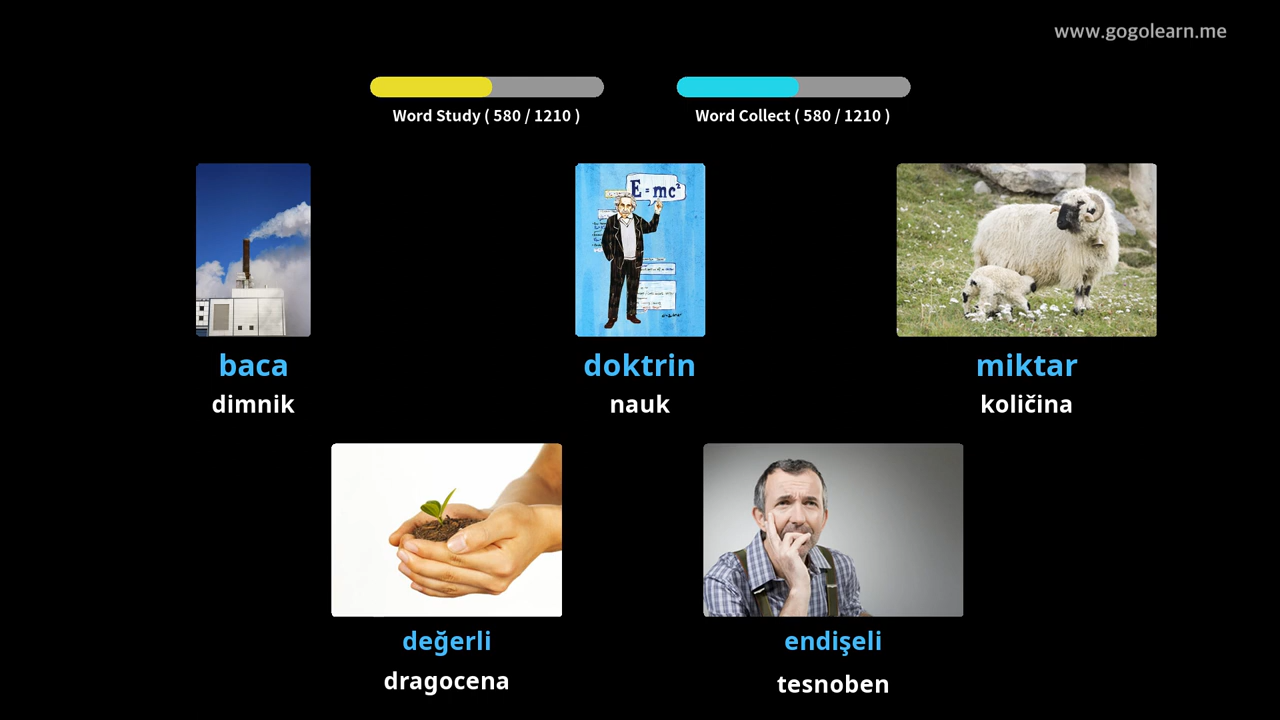 www.gogolearn.me
Word Study ( 580 / 1210 )
Word Collect ( 580 / 1210 )
E = mc²
baca
dimnik
doktrin
nauk
miktar
količina
değerli
dragocena
endişeli
tesnoben